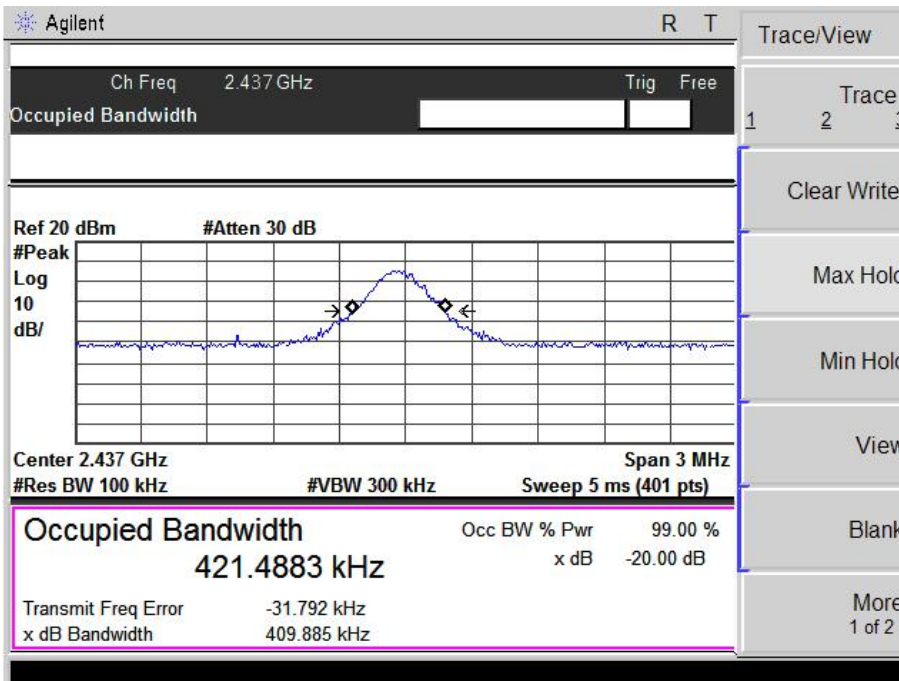 Agilent R T
Ch Freq 2.437 GHz Trig Free
Occupied Bandwidth
Ref 20 dBm #Atten 30 dB
#Peak
Log
10
dB/
Center 2.437 GHz Span 3 MHz
#Res BW 100 kHz #VBW 300 kHz Sweep 5 ms (401 pts)
Occupied Bandwidth
421.4883 kHz
Occ BW % Pwr 99.00 %
x dB -20.00 dB
Transmit Freq Error -31.792 kHz
x dB Bandwidth 409.885 kHz
Trace/View
Trace
1 2 3
Clear Write
Max Hold
Min Hold
View
Blank
More
1 of 2